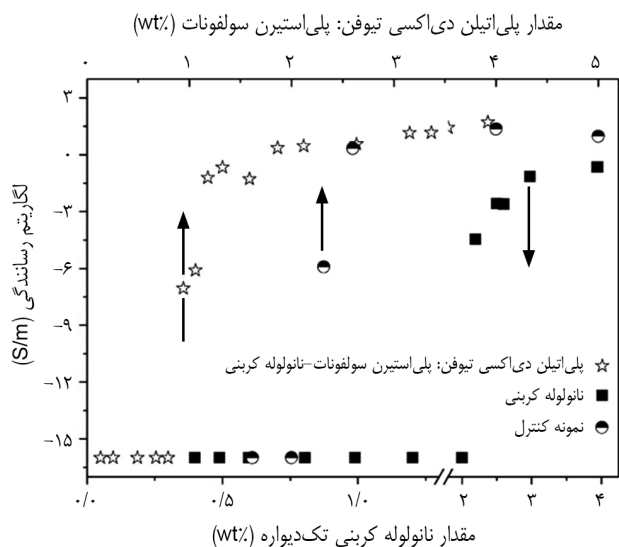 مقدار پلی‌اتیلن دی‌اکسی تیوفن: پلی‌استیرن سولفونات (wt٪)
۰ ۱ ۲ ۳ ۴ ۵
لگاریتم رسانندگی (S/m)
۳
۰
−۳
−۶
−۹
−۱۲
−۱۵
پلی‌اتیلن دی‌اکسی تیوفن: پلی‌استیرن سولفونات-نانولوله کربنی
نانولوله کربنی
نمونه کنترل
۰/۰ ۰/۵ ۱/۰ ۲ ۳ ۴
مقدار نانولوله کربنی تک‌دیواره (wt٪)